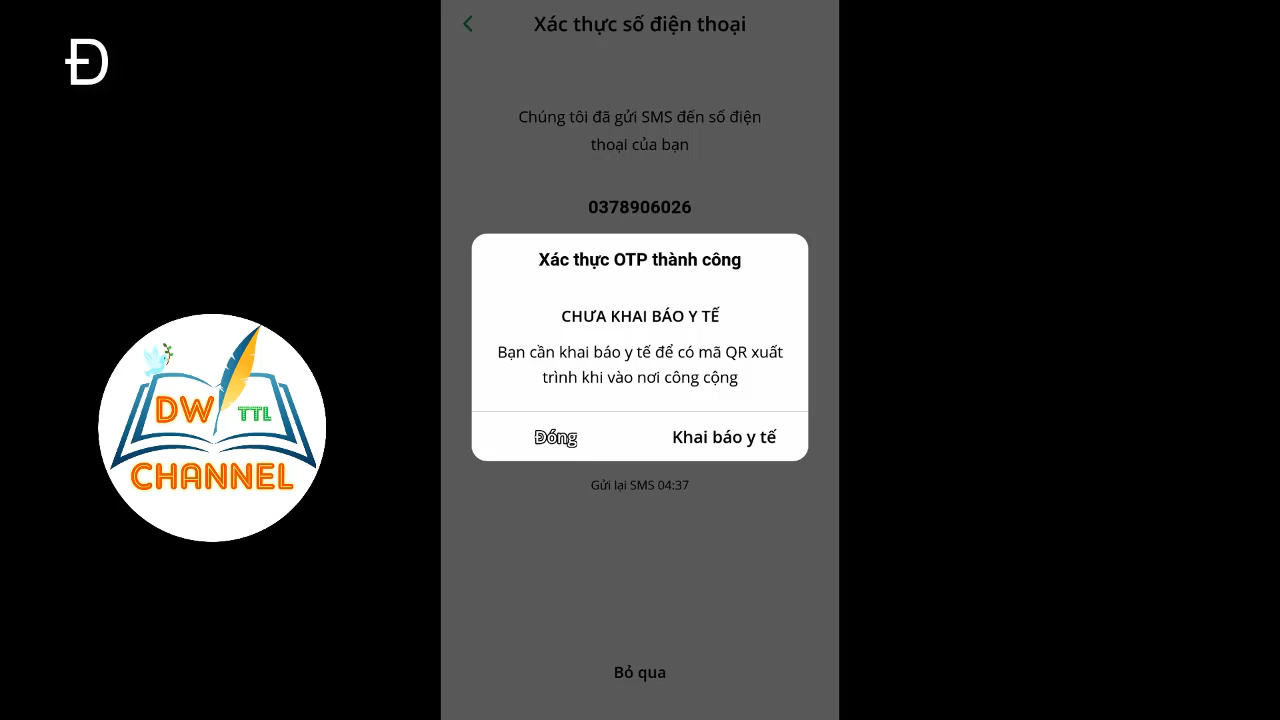 Đ
Xác thực số điện thoại
Chúng tôi đã gửi SMS đến số điện
thoại của bạn
0378906026
Xác thực OTP thành công
CHƯA KHAI BÁO Y TẾ
Bạn cần khai báo y tế để có mã QR xuất
trình khi vào nơi công cộng
Đóng
Khai báo y tế
Gửi lại SMS 04:37
Bỏ qua
DW TTL
CHANNEL